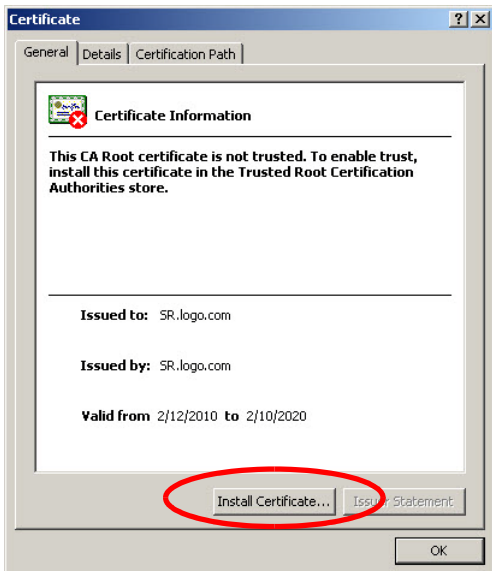 Certificate
General Details Certification Path
Certificate Information
This CA Root certificate is not trusted. To enable trust,
install this certificate in the Trusted Root Certification
Authorities store.
Issued to: SR.logo.com
Issued by: SR.logo.com
Valid from 2/12/2010 to 2/10/2020
Install Certificate... Issuer Statement
OK